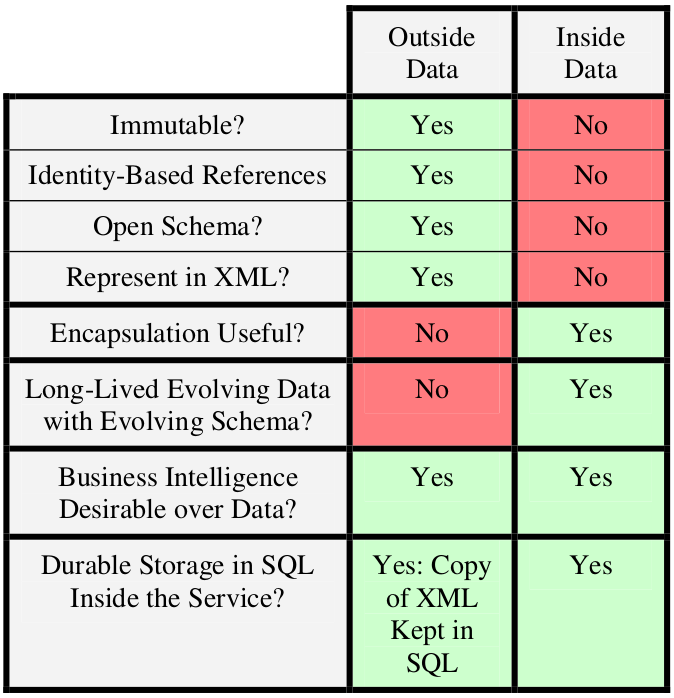 Outside
Data
Inside
Data
Immutable?
Yes
No
Identity-Based References
Yes
No
Open Schema?
Yes
No
Represent in XML?
Yes
No
Encapsulation Useful?
No
Yes
Long-Lived Evolving Data
with Evolving Schema?
No
Yes
Business Intelligence
Desirable over Data?
Yes
Yes
Durable Storage in SQL
Inside the Service?
Yes: Copy
of XML
Kept in
SQL
Yes